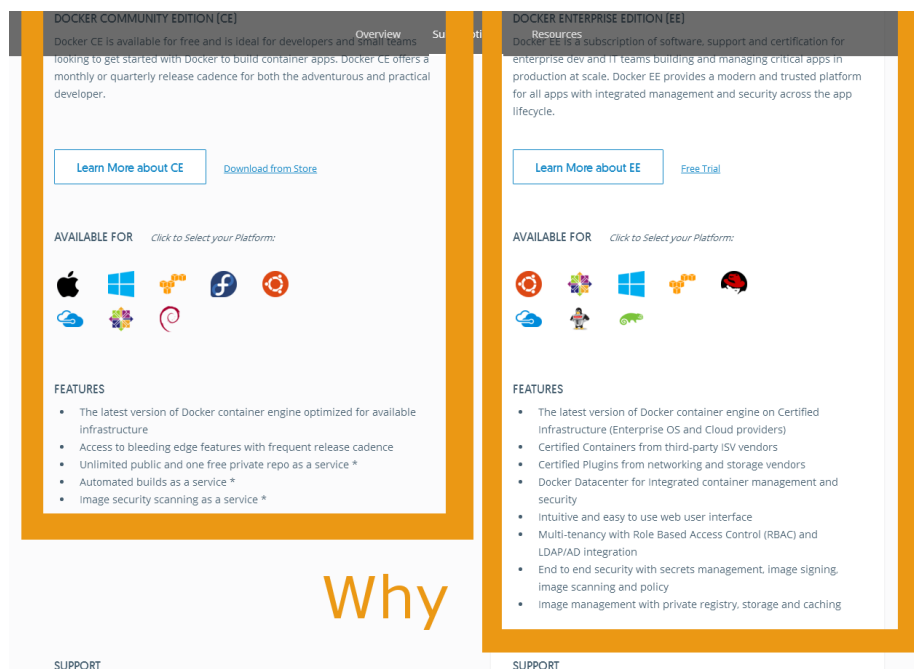 DOCKER COMMUNITY EDITION (CE)
Docker CE is available for free and is ideal for developers and small teams
looking to get started with Docker to build container apps. Docker CE offers a
monthly or quarterly release cadence for both the adventurous and practical
developer.
Learn More about CE
Download from Store
AVAILABLE FOR
Click to Select your Platform:
FEATURES
• The latest version of Docker container engine optimized for available
infrastructure
• Access to bleeding edge features with frequent release cadence
• Unlimited public and one free private repo as a service *
• Automated builds as a service *
• Image security scanning as a service *
Overview
Resources
DOCKER ENTERPRISE EDITION (EE)
Docker EE is a subscription of software, support and certification for
enterprise dev and IT teams building and managing critical apps in
production at scale. Docker EE provides a modern and trusted platform
for all apps with integrated management and security across the app
lifecycle.
Learn More about EE
Free Trial
AVAILABLE FOR
Click to Select your Platform:
FEATURES
• The latest version of Docker container engine on Certified
Infrastructure (Enterprise OS and Cloud providers)
• Certified Containers from third-party ISV vendors
• Certified Plugins from networking and storage vendors
• Docker Datacenter for Integrated container management and
security
• Intuitive and easy to use web user interface
• Multi-tenancy with Role Based Access Control (RBAC) and
LDAP/AD integration
• End to end security with secrets management, image signing,
image scanning and policy
• Image management with private registry, storage and caching
Why
SUPPORT
SUPPORT